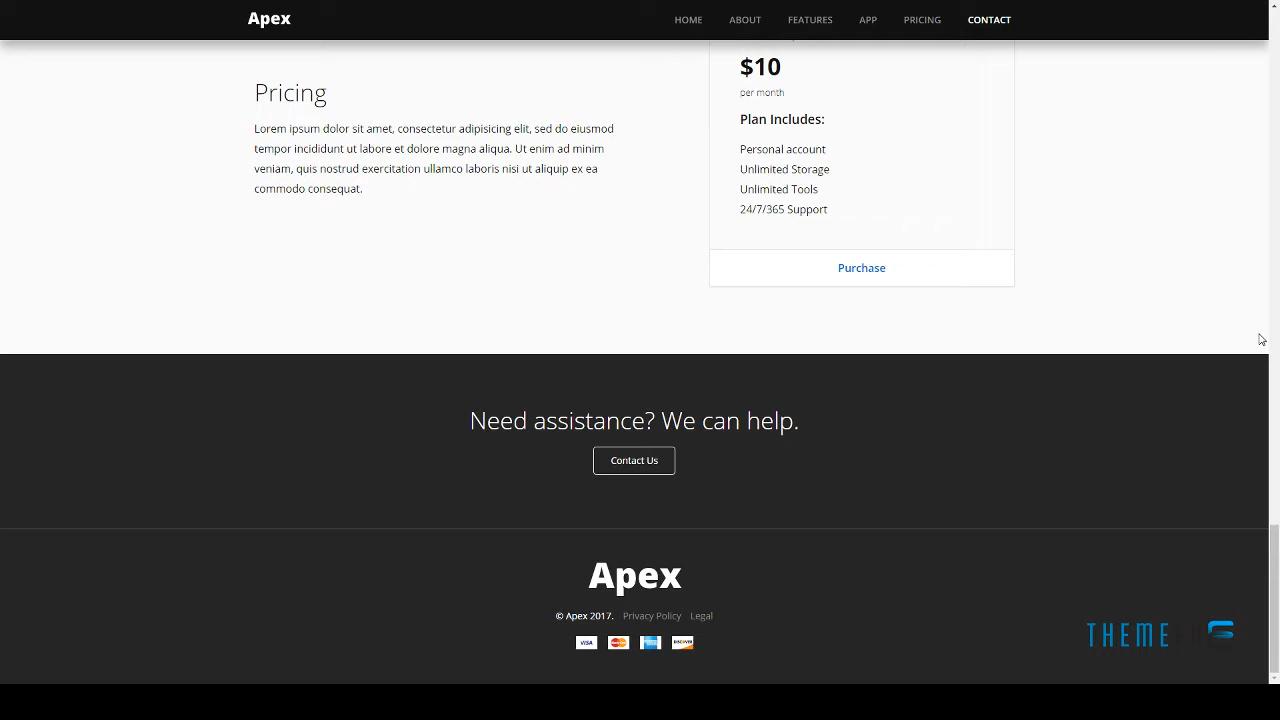 Apex
HOME ABOUT FEATURES APP PRICING CONTACT
Pricing
Lorem ipsum dolor sit amet, consectetur adipisicing elit, sed do eiusmod
tempor incididunt ut labore et dolore magna aliqua. Ut enim ad minim
veniam, quis nostrud exercitation ullamco laboris nisi ut aliquip ex ea
commodo consequat.
$10
per month
Plan Includes:
Personal account
Unlimited Storage
Unlimited Tools
24/7/365 Support
Purchase
Need assistance? We can help.
Contact Us
Apex
© Apex 2017. Privacy Policy Legal
VISA MasterCard DISCOVER
THEME